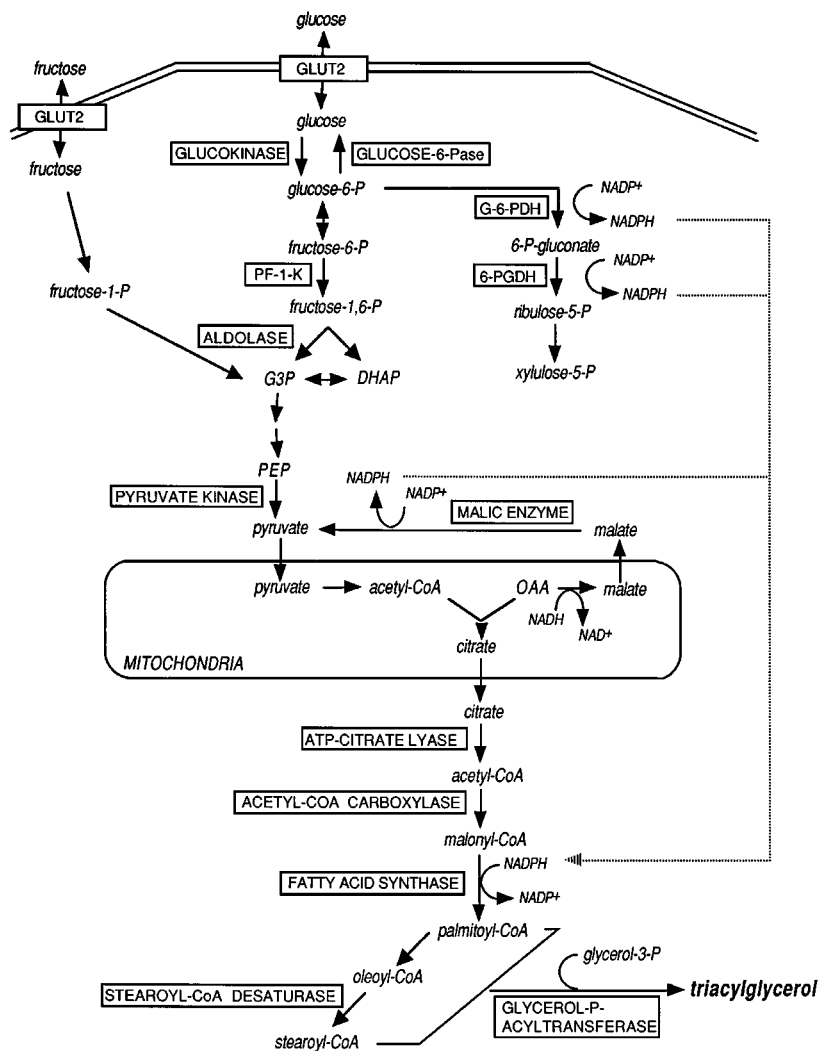 glucose
fructose
GLUT2
GLUT2
glucose
fructose
GLUCOKINASE
GLUCOSE-6-Pase
glucose-6-P
NADP+
G-6-PDH
NADPH
fructose-6-P
6-P-gluconate
PF-1-K
6-PGDH
NADP+
NADPH
fructose-1-P
fructose-1,6-P
ribulose-5-P
ALDOLASE
G3P
DHAP
xylulose-5-P
PEP
NADPH
PYRUVATE KINASE
NADP+
MALIC ENZYME
pyruvate
malate
pyruvate
acetyl-CoA
OAA
malate
NADH
NAD+
citrate
MITOCHONDRIA
citrate
ATP-CITRATE LYASE
acetyl-CoA
ACETYL-COA CARBOXYLASE
malonyl-CoA
NADPH
FATTY ACID SYNTHASE
NADP+
palmitoyl-CoA
glycerol-3-P
oleoyl-CoA
STEAROYL-CoA DESATURASE
triacylglycerol
GLYCEROL-P-
ACYLTRANSFERASE
stearoyl-CoA